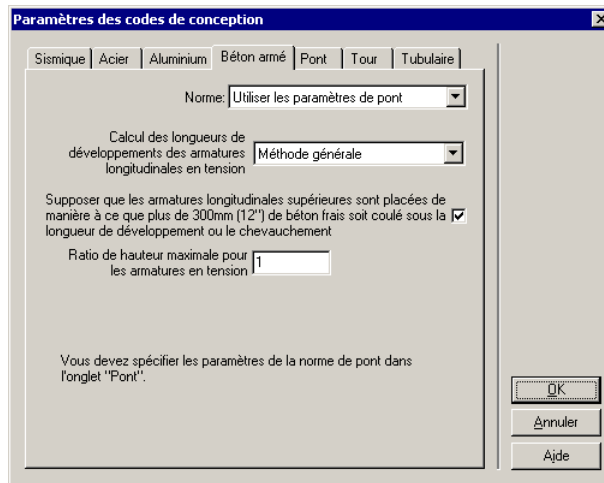 Paramètres des codes de conception
Sismique Acier Aluminium Béton armé Pont Tour Tubulaire
Norme: Utiliser les paramètres de pont
Calcul des longueurs de
développements des armatures
longitudinales en tension
Méthode générale
Supposer que les armatures longitudinales supérieures sont placées de
manière à ce que plus de 300mm (12") de béton frais soit coulé sous la
longueur de développement ou le chevauchement
Ratio de hauteur maximale pour
les armatures en tension
1
Vous devez spécifier les paramètres de la norme de pont dans
l'onglet "Pont".
OK
Annuler
Aide